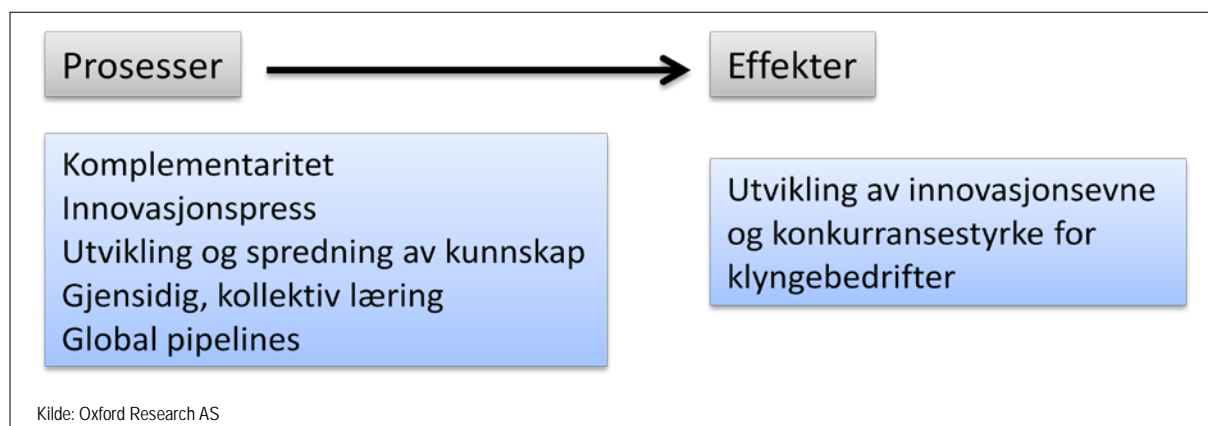 Prosesser
Effekter
Komplementaritet
Innovasjonspress
Utvikling og spredning av kunnskap
Gjensidig, kollektiv læring
Global pipelines
Utvikling av innovasjonsevne
og konkurransestyrke for
klyngebedrifter
Kilde: Oxford Research AS